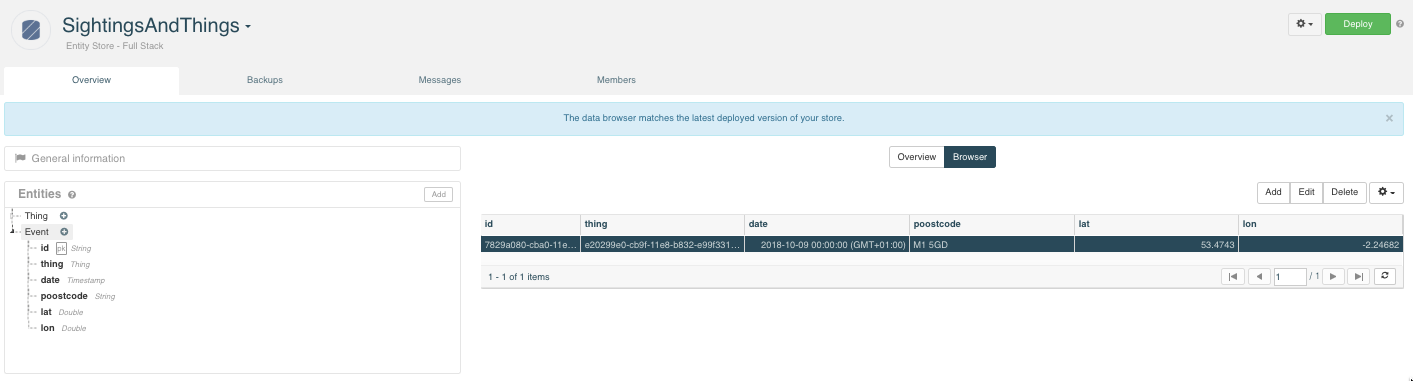 SightingsAndThings
Entity Store - Full Stack
Deploy
Overview Backups Messages Members
The data browser matches the latest deployed version of your store. ×
General information
Overview Browser
Entities Add
Add Edit Delete
Thing
Event
id pk String
thing Thing
date Timestamp
poostcode String
lat Double
lon Double
id thing date poostcode lat lon
7829a080-cba0-11e... e20299e0-cb9f-11e8-b832-e99f331... 2018-10-09 00:00:00 (GMT+01:00) M1 5GD 53.4743 -2.24682
1 - 1 of 1 items 1 / 1